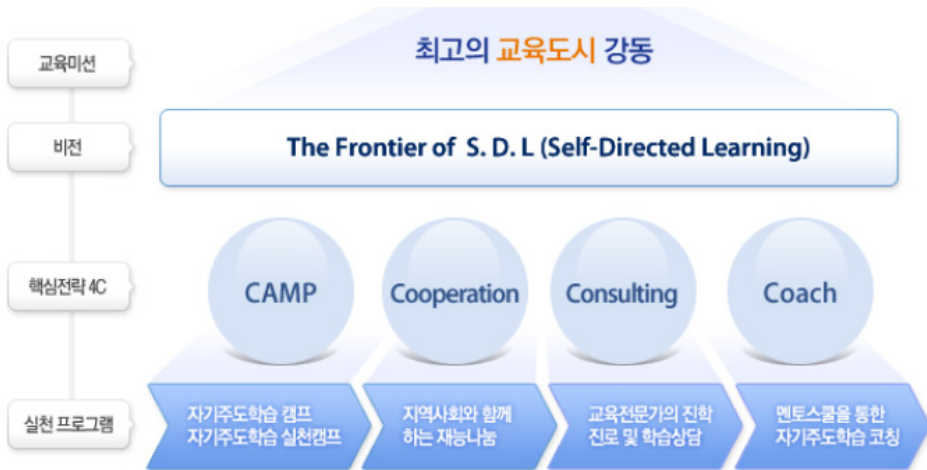 교육미션
최고의 교육도시 강동
비전
The Frontier of S. D. L (Self-Directed Learning)
핵심전략 4C
CAMP
Cooperation
Consulting
Coach
실천 프로그램
자기주도학습 캠프
자기주도학습 실천캠프
지역사회와 함께
하는 재능나눔
교육전문가의 진학
진로 및 학습상담
멘토스쿨을 통한
자기주도학습 코칭